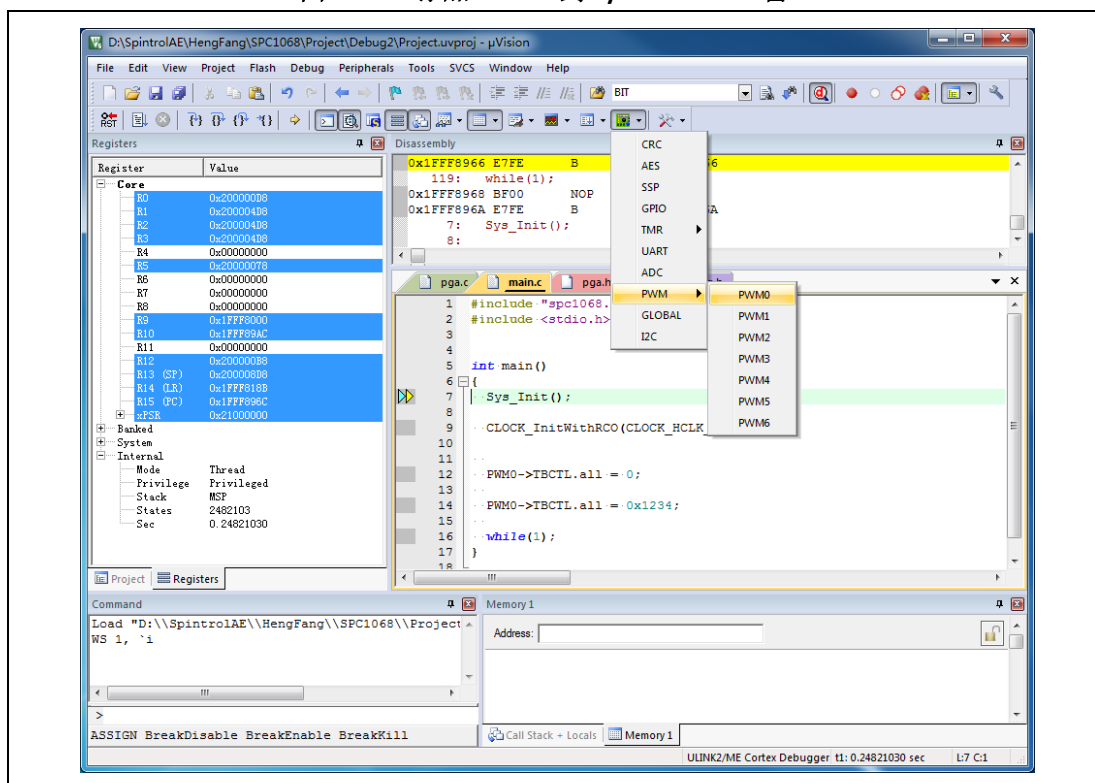 D:\SpintrolAE\HengFang\SPC1068\Project\Debug2\Project.uvproj - µVision
File Edit View Project Flash Debug Peripherals Tools SVCS Window Help
BIT
RST
Registers
Register Value
Core
R0 0x200000D8
R1 0x200004D8
R2 0x200004D8
R3 0x200004D8
R4 0x00000000
R5 0x20000078
R6 0x00000000
R7 0x00000000
R8 0x00000000
R9 0x1FFF8000
R10 0x1FFF89AC
R11 0x00000000
R12 0x200000B8
R13 (SP) 0x200008D8
R14 (LR) 0x1FFF818B
R15 (PC) 0x1FFF896C
xPSR 0x21000000
Banked
System
Internal
Mode Thread
Privilege Privileged
Stack MSP
States 2482103
Sec 0.24821030
Project Registers
Disassembly
0x1FFF8966 E7FE B 6
119: while(1);
0x1FFF8968 BF00 NOP
0x1FFF896A E7FE B 5A
7: Sys_Init();
8:
CRC
AES
SSP
GPIO
TMR
UART
ADC
PWM
GLOBAL
I2C
PWM0
PWM1
PWM2
PWM3
PWM4
PWM5
PWM6
pga.c main.c pga.h
1 #include "spc1068.
2 #include <stdio.h>
3
4
5 int main()
6 {
7 Sys_Init();
8
9 CLOCK_InitWithRCO(CLOCK_HCLK_
10
11
12 PWM0->TBCTL.all = 0;
13
14 PWM0->TBCTL.all = 0x1234;
15
16 while(1);
17 }
18
Command
Load "D:\\SpintrolAE\\HengFang\\SPC1068\\Project
WS 1, `i
>
ASSIGN BreakDisable BreakEnable BreakKill
Memory 1
Address:
Call Stack + Locals Memory 1
ULINK2/ME Cortex Debugger t1: 0.24821030 sec L:7 C:1